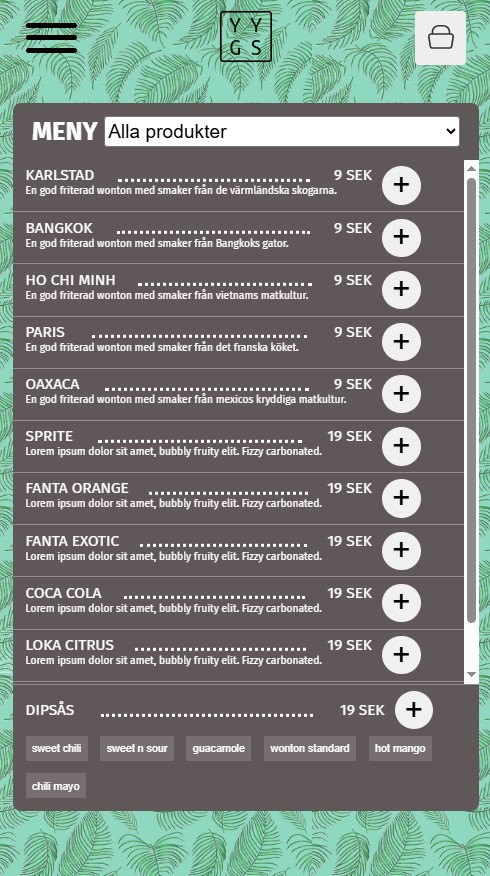 Y Y
G S
MENY Alla produkter
KARLSTAD 9 SEK +
En god friterad wonton med smaker från de värmländska skogarna.
BANGKOK 9 SEK +
En god friterad wonton med smaker från Bangkoks gator.
HO CHI MINH 9 SEK +
En god friterad wonton med smaker från vietnams matkultur.
PARIS 9 SEK +
En god friterad wonton med smaker från det franska köket.
OAXACA 9 SEK +
En god friterad wonton med smaker från mexicos kryddiga matkultur.
SPRITE 19 SEK +
Lorem ipsum dolor sit amet, bubbly fruity elit. Fizzy carbonated.
FANTA ORANGE 19 SEK +
Lorem ipsum dolor sit amet, bubbly fruity elit. Fizzy carbonated.
FANTA EXOTIC 19 SEK +
Lorem ipsum dolor sit amet, bubbly fruity elit. Fizzy carbonated.
COCA COLA 19 SEK +
Lorem ipsum dolor sit amet, bubbly fruity elit. Fizzy carbonated.
LOKA CITRUS 19 SEK +
Lorem ipsum dolor sit amet, bubbly fruity elit. Fizzy carbonated.
DIPSÅS 19 SEK +
sweet chili sweet n sour guacamole wonton standard hot mango
chili mayo